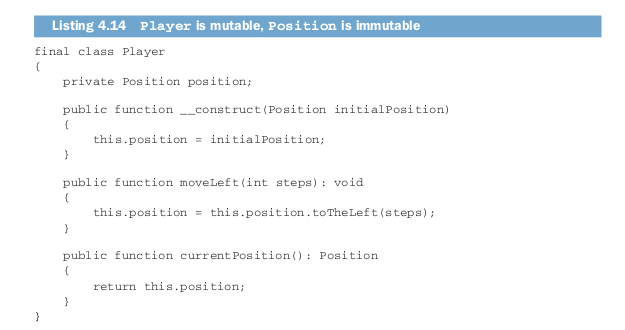 Listing 4.14 Player is mutable, Position is immutable
final class Player
{
    private Position position;

    public function __construct(Position initialPosition)
    {
        this.position = initialPosition;
    }

    public function moveLeft(int steps): void
    {
        this.position = this.position.toTheLeft(steps);
    }

    public function currentPosition(): Position
    {
        return this.position;
    }
}